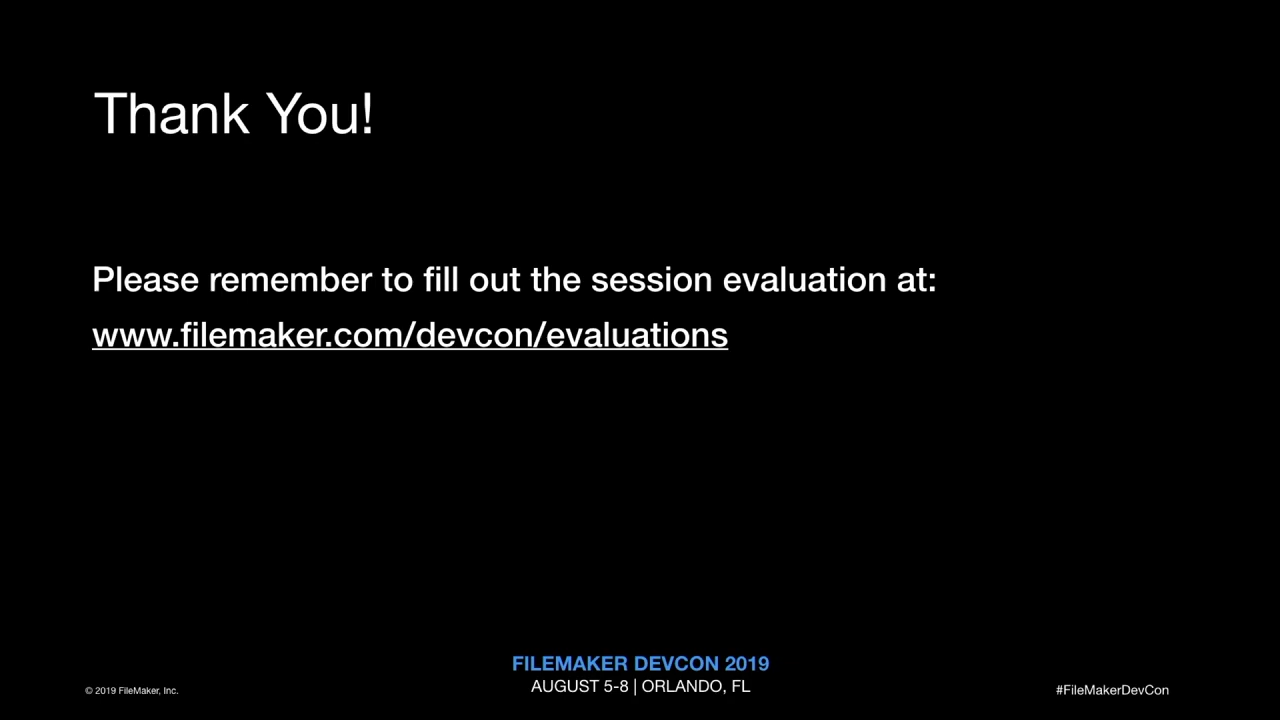 Thank You!
Please remember to fill out the session evaluation at:
www.filemaker.com/devcon/evaluations
FILEMAKER DEVCON 2019
© 2019 FileMaker, Inc.
AUGUST 5-8 | ORLANDO, FL
#FileMakerDevCon